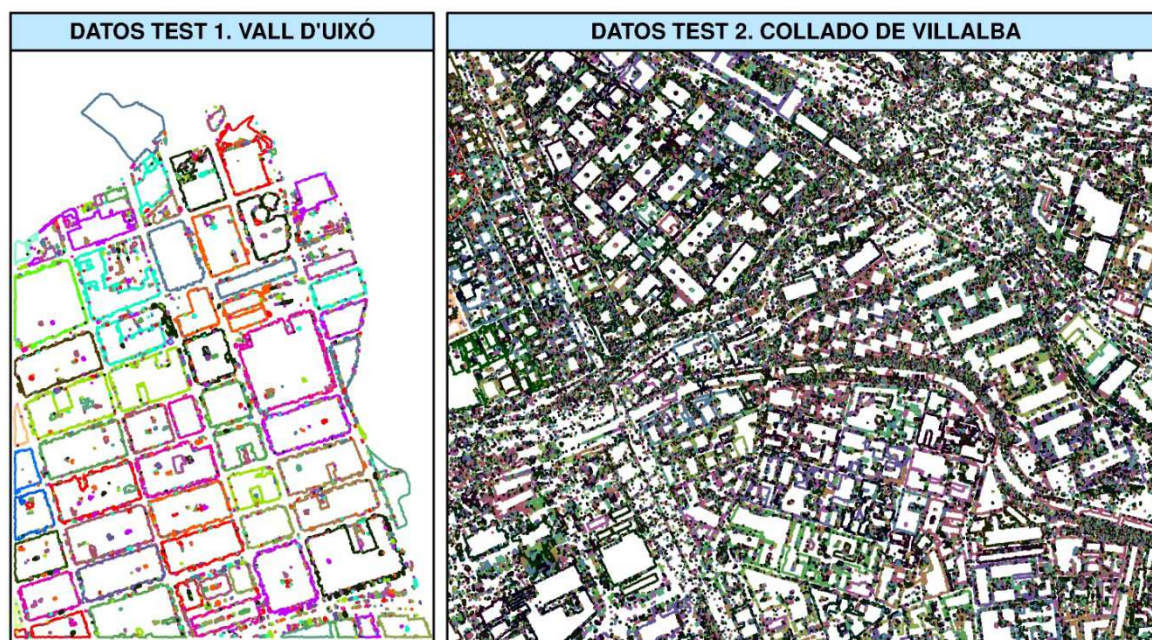 DATOS TEST 1. VALL D'UIXÓ
DATOS TEST 2. COLLADO DE VILLALBA